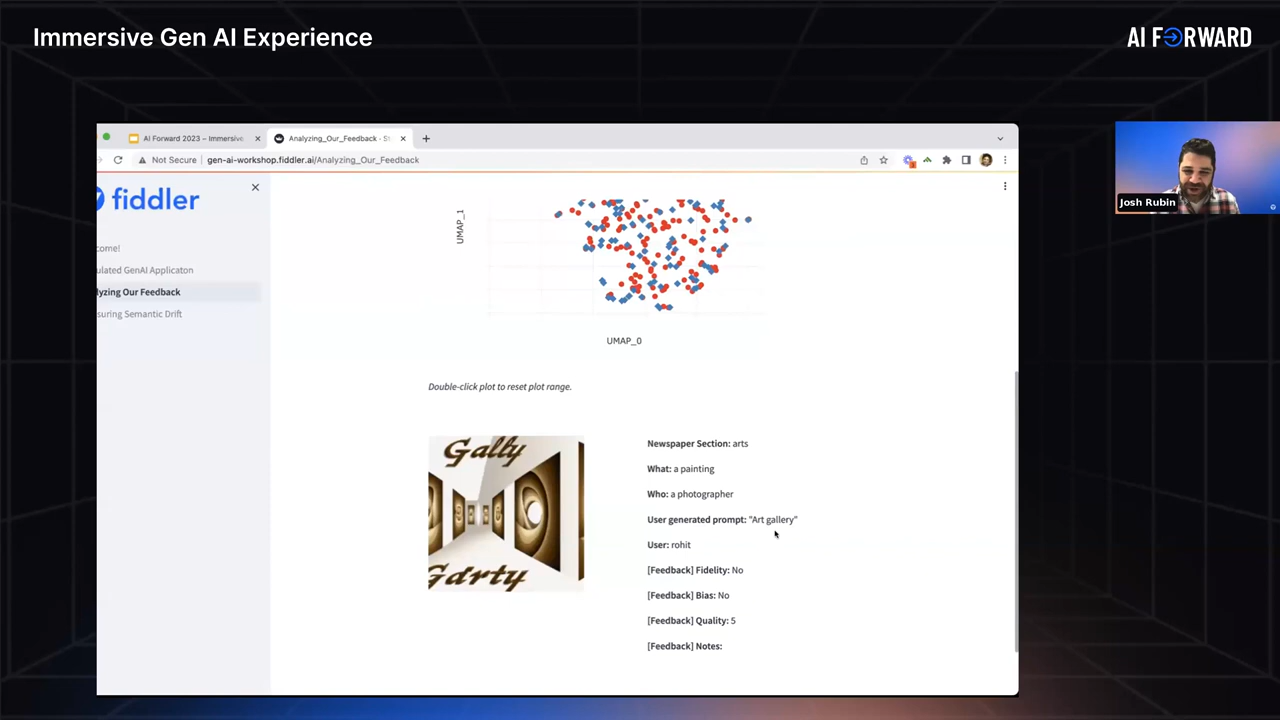 Immersive Gen AI Experience
AI FORWARD
AI Forward 2023 – Immersive
Analyzing_Our_Feedback - St
Not Secure
gen-ai-workshop.fiddler.ai/Analyzing_Our_Feedback
fiddler
come!
ulated GenAI Applicaton
lyzing Our Feedback
suring Semantic Drift
Josh Rubin
UMAP_1
UMAP_0
Double-click plot to reset plot range.
Gally
Gdrty
Newspaper Section: arts
What: a painting
Who: a photographer
User generated prompt: "Art gallery"
User: rohit
[Feedback] Fidelity: No
[Feedback] Bias: No
[Feedback] Quality: 5
[Feedback] Notes: